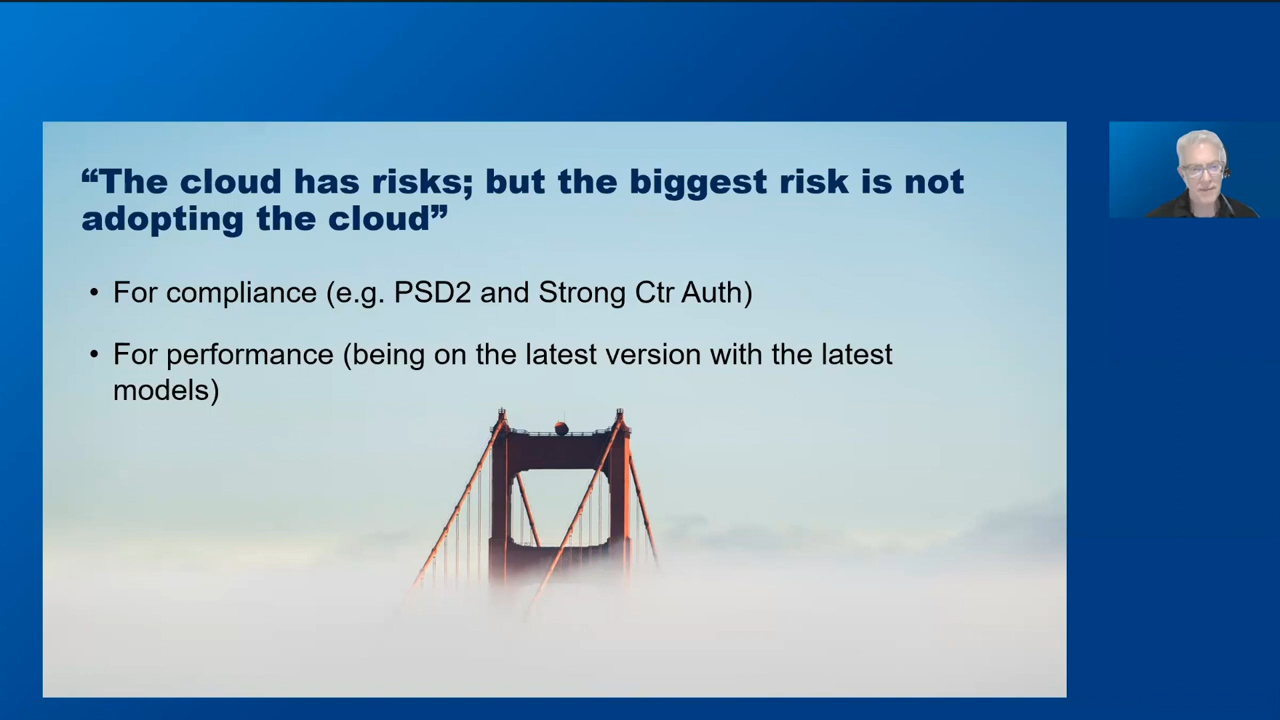 “The cloud has risks; but the biggest risk is not
adopting the cloud”
• For compliance (e.g. PSD2 and Strong Ctr Auth)
• For performance (being on the latest version with the latest
models)